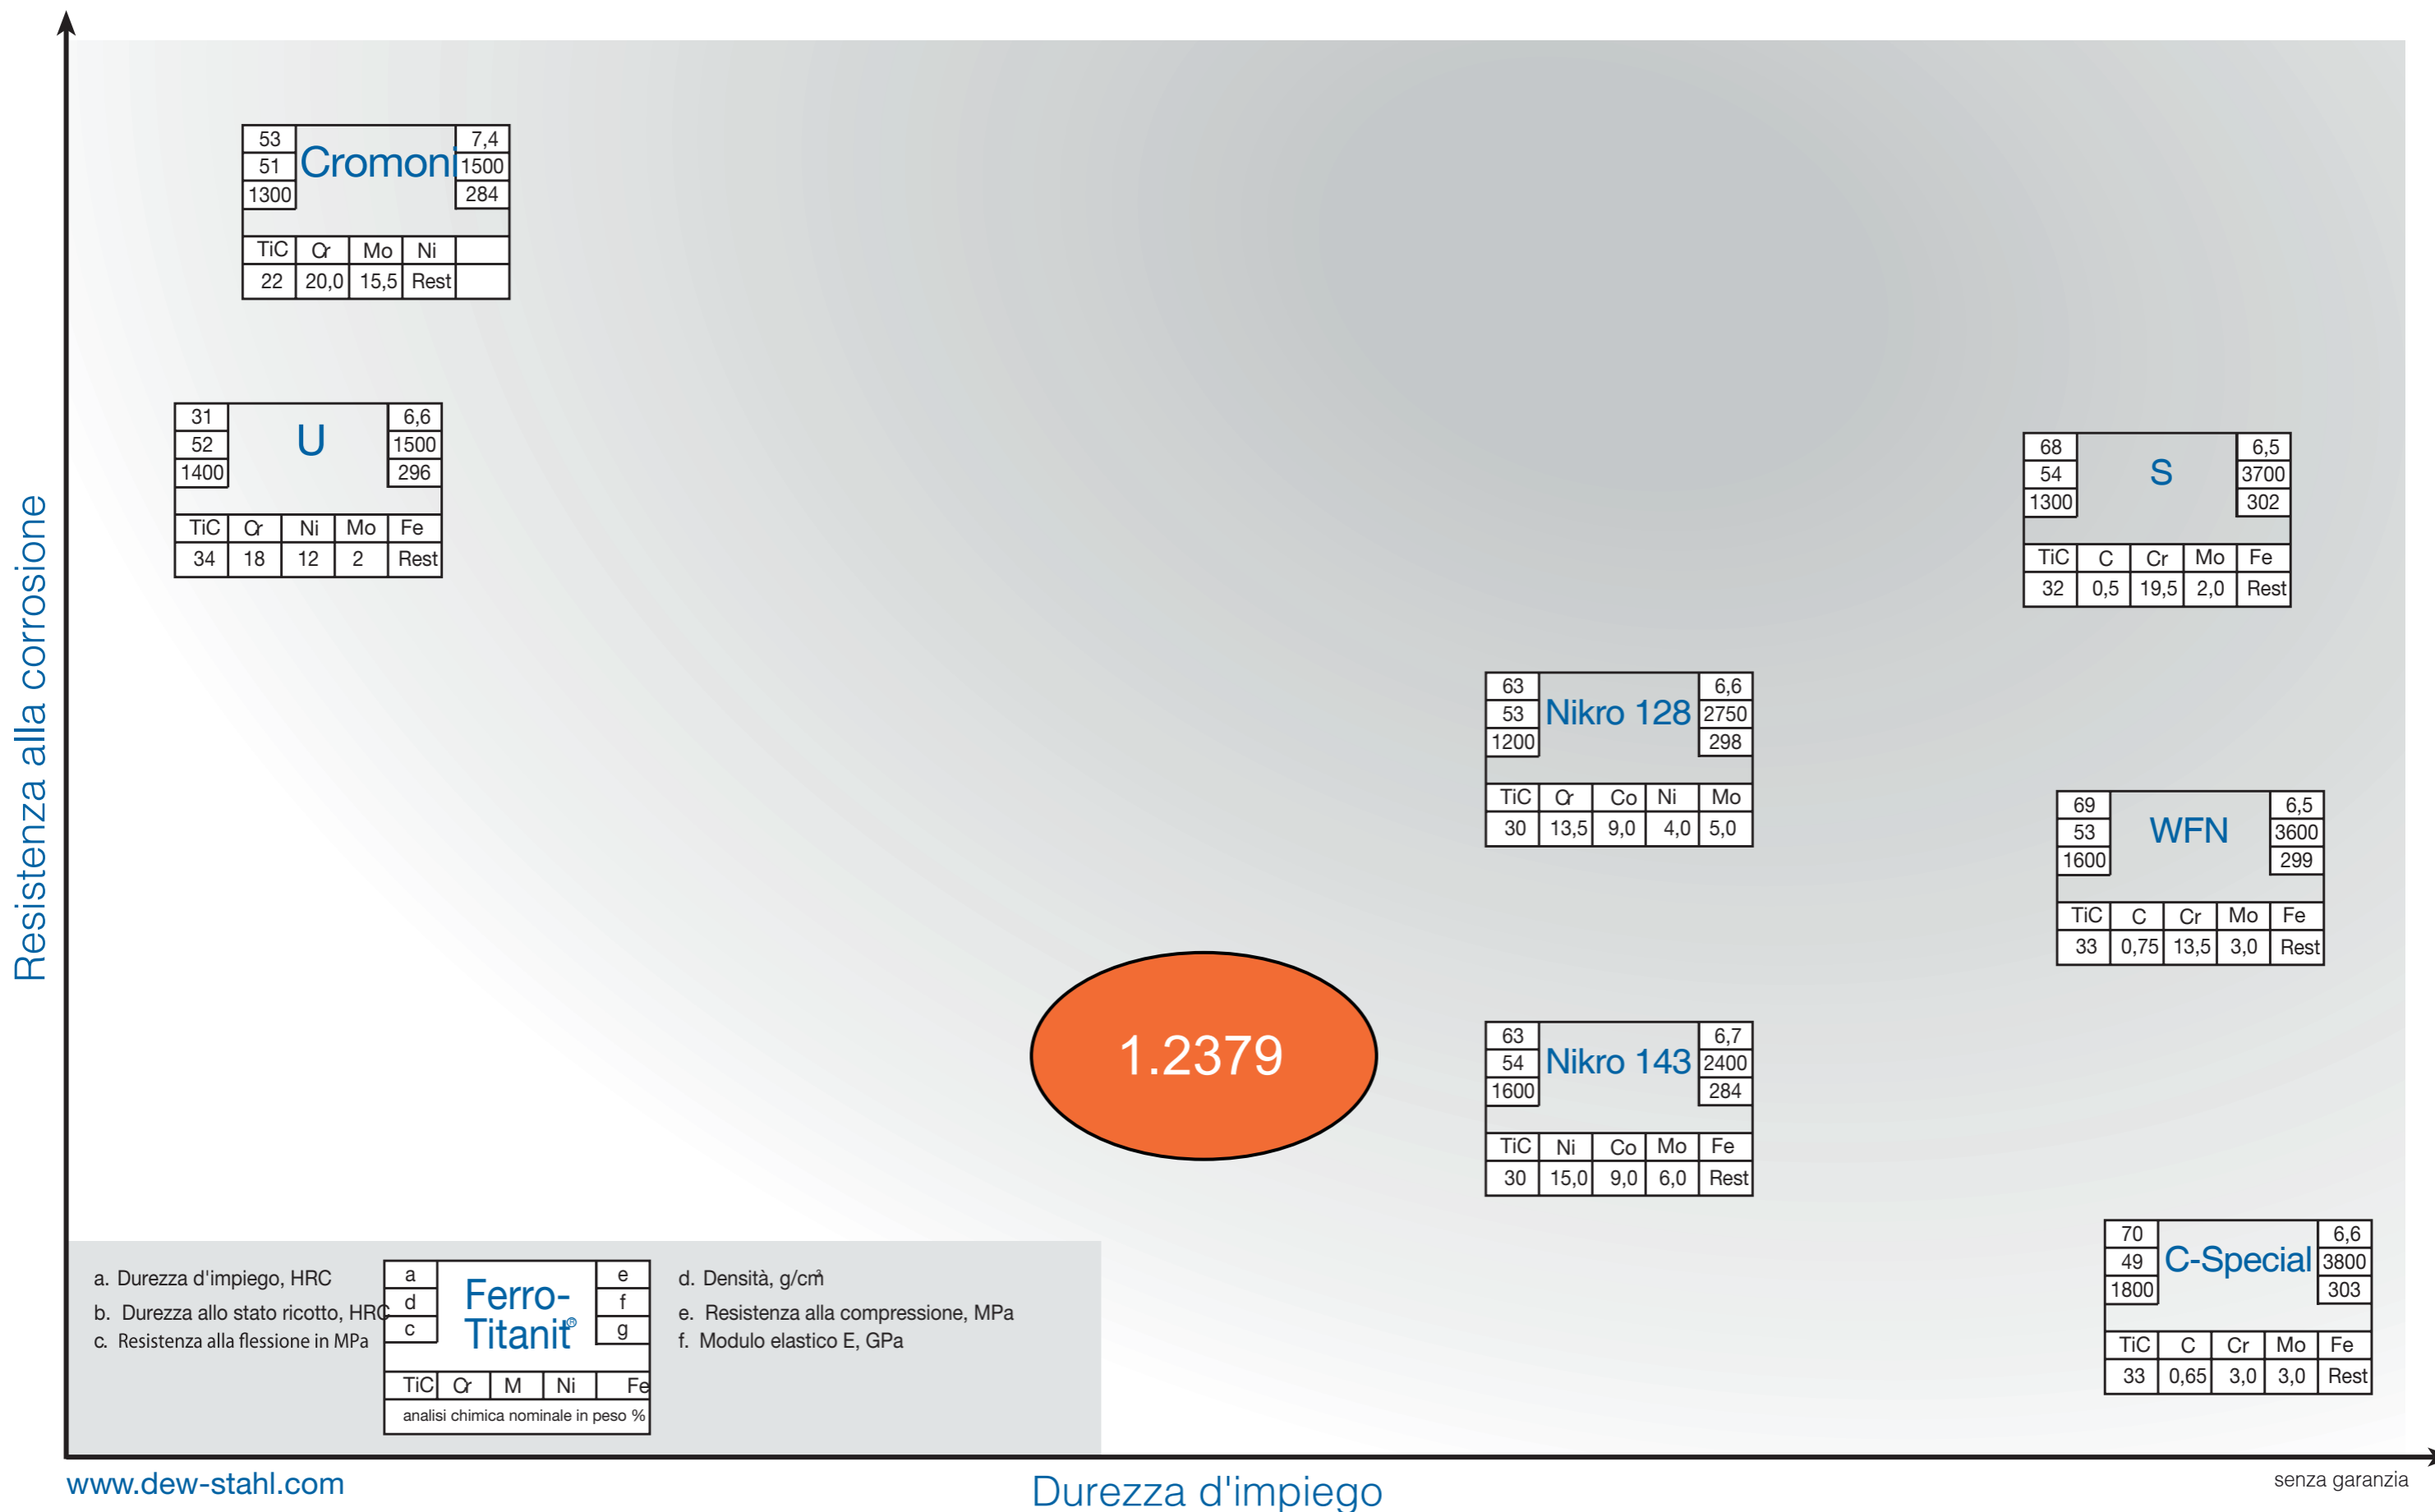 53 Cromoni 7,4
51 1500
1300 284
TiC Cr Mo Ni
22 20,0 15,5 Rest
31 U 6,6
52 1500
1400 296
TiC Cr Ni Mo Fe
34 18 12 2 Rest
68 S 6,5
54 3700
1300 302
TiC C Cr Mo Fe
32 0,5 19,5 2,0 Rest
Resistenza alla corrosione
63 Nikro 128 6,6
53 2750
1200 298
TiC Cr Co Ni Mo
30 13,5 9,0 4,0 5,0
69 WFN 6,5
53 3600
1600 299
TiC C Cr Mo Fe
33 0,75 13,5 3,0 Rest
1.2379
63 Nikro 143 6,7
54 2400
1600 284
TiC Ni Co Mo Fe
30 15,0 9,0 6,0 Rest
70 C-Special 6,6
49 3800
1800 303
TiC C Cr Mo Fe
33 0,65 3,0 3,0 Rest
a. Durezza d'impiego, HRC
b. Durezza allo stato ricotto, HRC
c. Resistenza alla flessione in MPa
a e
d f
c g
Ferro-
Titanit®
TiC Cr M Ni Fe
analisi chimica nominale in peso %
d. Densità, g/cm³
e. Resistenza alla compressione, MPa
f. Modulo elastico E, GPa
www.dew-stahl.com
Durezza d'impiego
senza garanzia